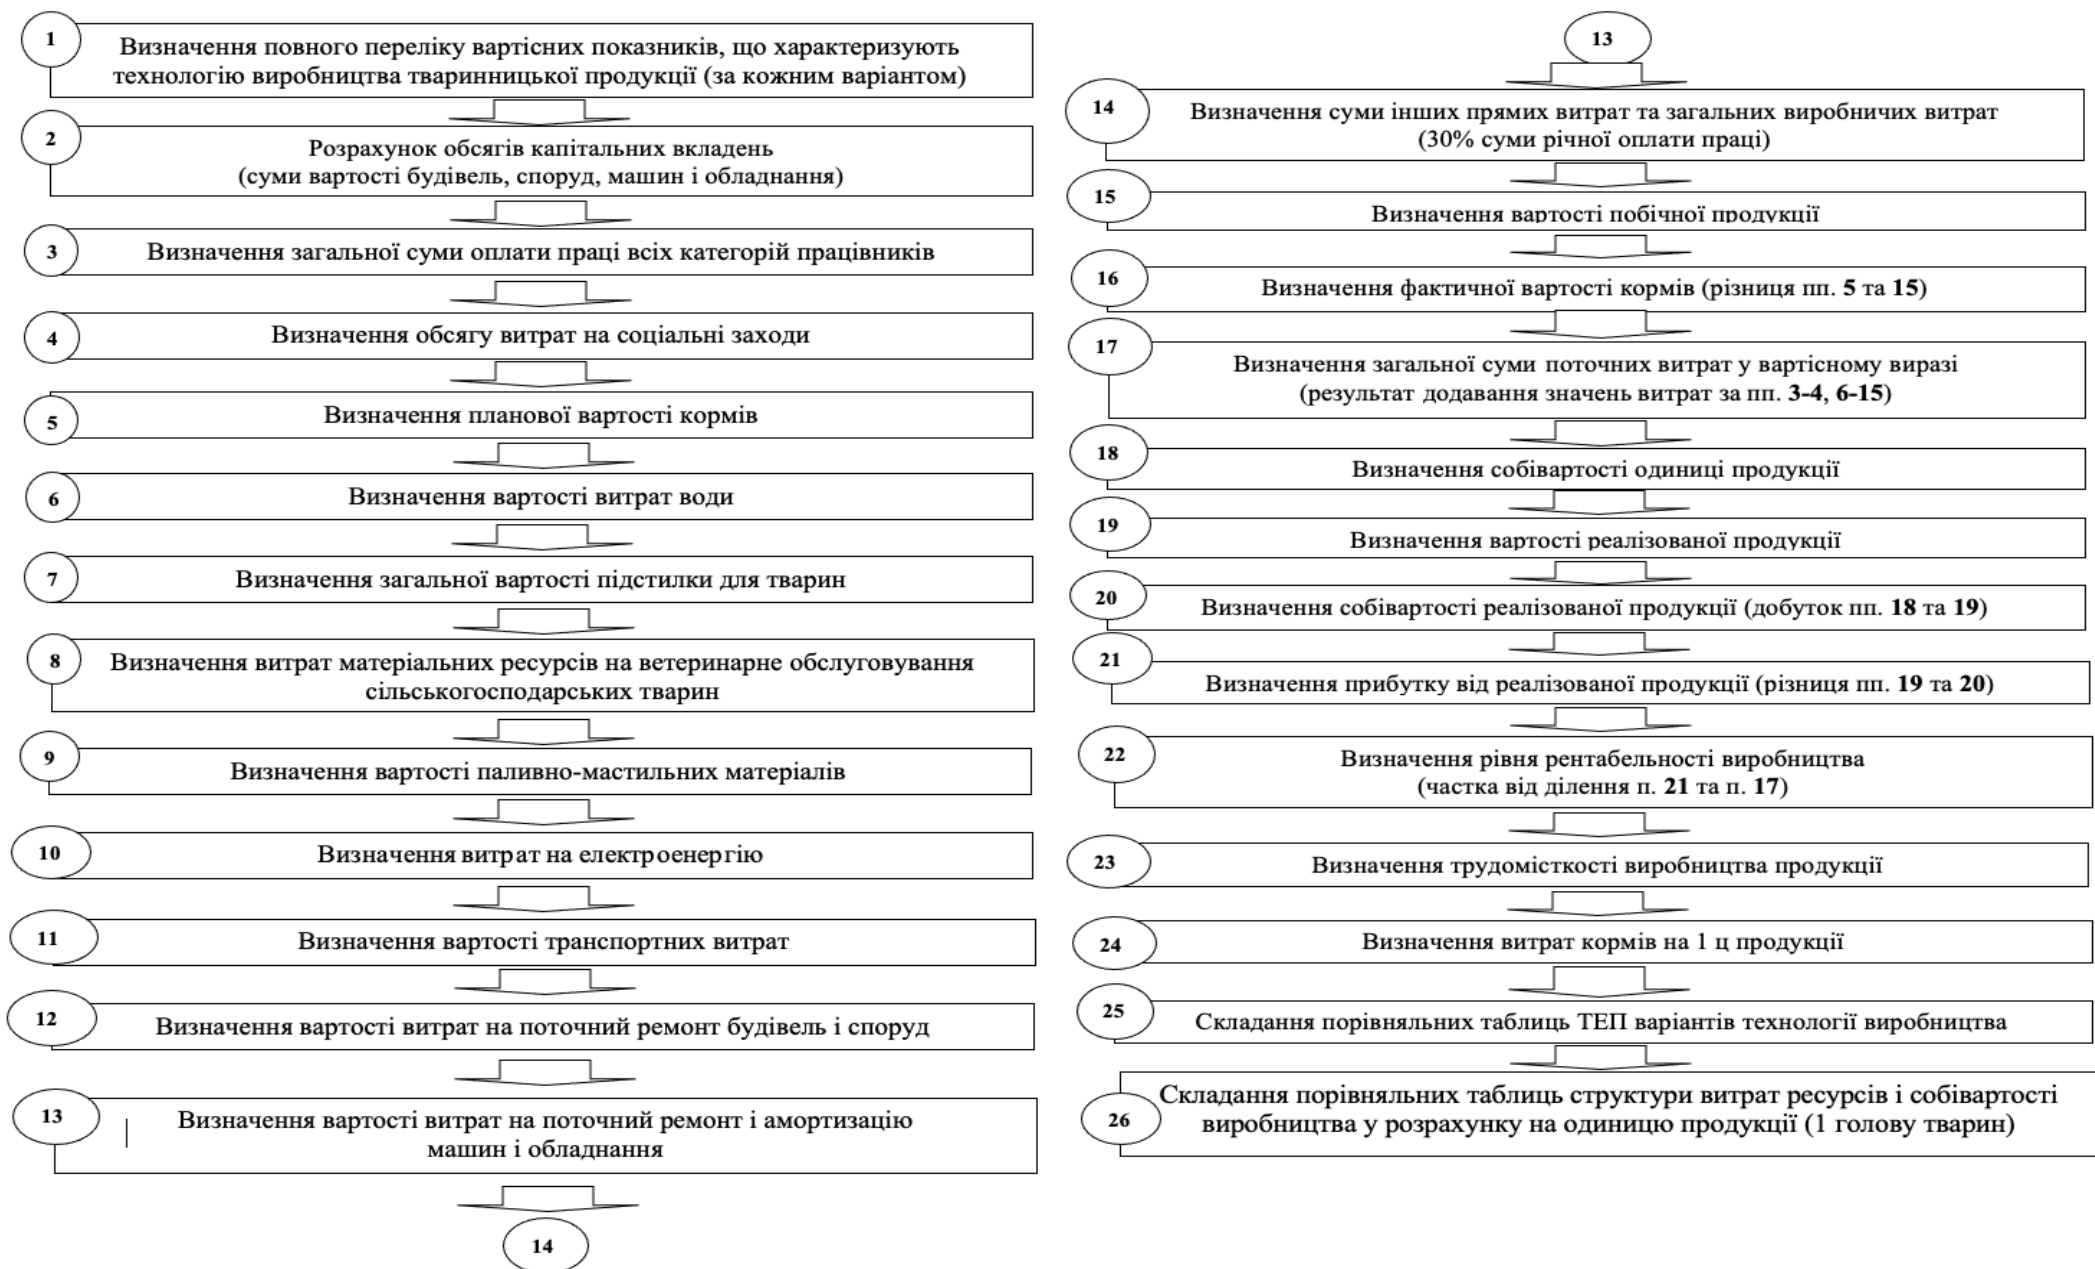 1
Визначення повного переліку вартісних показників, що характеризують
технологію виробництва тваринницької продукції (за кожним варіантом)
2
Розрахунок обсягів капітальних вкладень
(суми вартості будівель, споруд, машин і обладнання)
3
Визначення загальної суми оплати праці всіх категорій працівників
4
Визначення обсягу витрат на соціальні заходи
5
Визначення планової вартості кормів
6
Визначення вартості витрат води
7
Визначення загальної вартості підстилки для тварин
8
Визначення витрат матеріальних ресурсів на ветеринарне обслуговування
сільськогосподарських тварин
9
Визначення вартості паливно-мастильних матеріалів
10
Визначення витрат на електроенергію
11
Визначення вартості транспортних витрат
12
Визначення вартості витрат на поточний ремонт будівель і споруд
13
Визначення вартості витрат на поточний ремонт і амортизацію
машин і обладнання
14
13
14
Визначення суми інших прямих витрат та загальних виробничих витрат
(30% суми річної оплати праці)
15
Визначення вартості побічної продукції
16
Визначення фактичної вартості кормів (різниця пп. 5 та 15)
17
Визначення загальної суми поточних витрат у вартісному виразі
(результат додавання значень витрат за пп. 3-4, 6-15)
18
Визначення собівартості одиниці продукції
19
Визначення вартості реалізованої продукції
20
Визначення собівартості реалізованої продукції (добуток пп. 18 та 19)
21
Визначення прибутку від реалізованої продукції (різниця пп. 19 та 20)
22
Визначення рівня рентабельності виробництва
(частка від ділення п. 21 та п. 17)
23
Визначення трудомісткості виробництва продукції
24
Визначення витрат кормів на 1 ц продукції
25
Складання порівняльних таблиць ТЕП варіантів технології виробництва
26
Складання порівняльних таблиць структури витрат ресурсів і собівартості
виробництва у розрахунку на одиницю продукції (1 голову тварин)